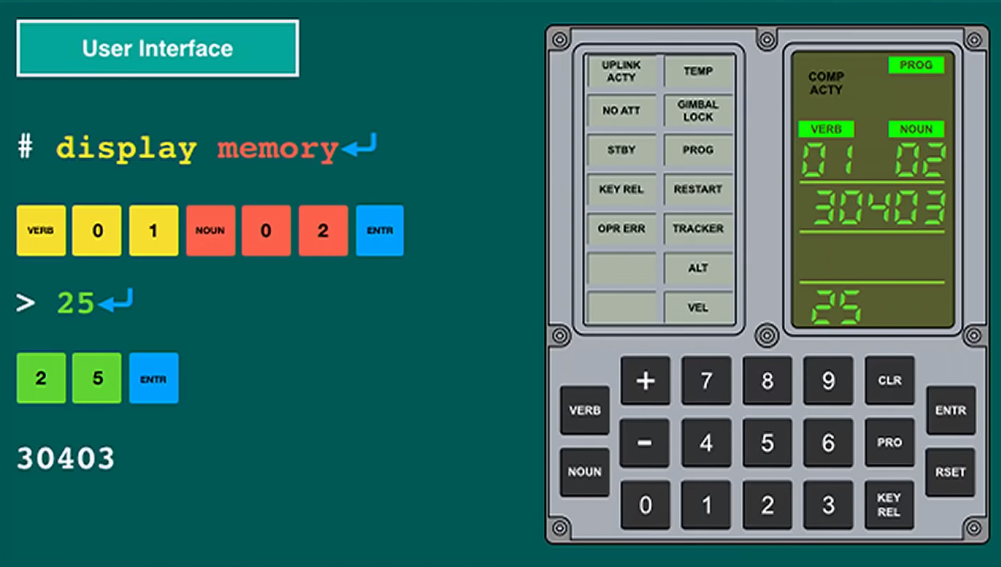 User Interface
# display memory
VERB 0 1 NOUN 0 2 ENTR
> 25
2 5 ENTR
30403
UPLINK ACTY TEMP
NO ATT GIMBAL LOCK
STBY PROG
KEY REL RESTART
OPR ERR TRACKER
ALT
VEL
COMP ACTY PROG
VERB NOUN
01 02
30403
25
+ 7 8 9 CLR
VERB ENTR
- 4 5 6 PRO
NOUN RSET
0 1 2 3 KEY REL